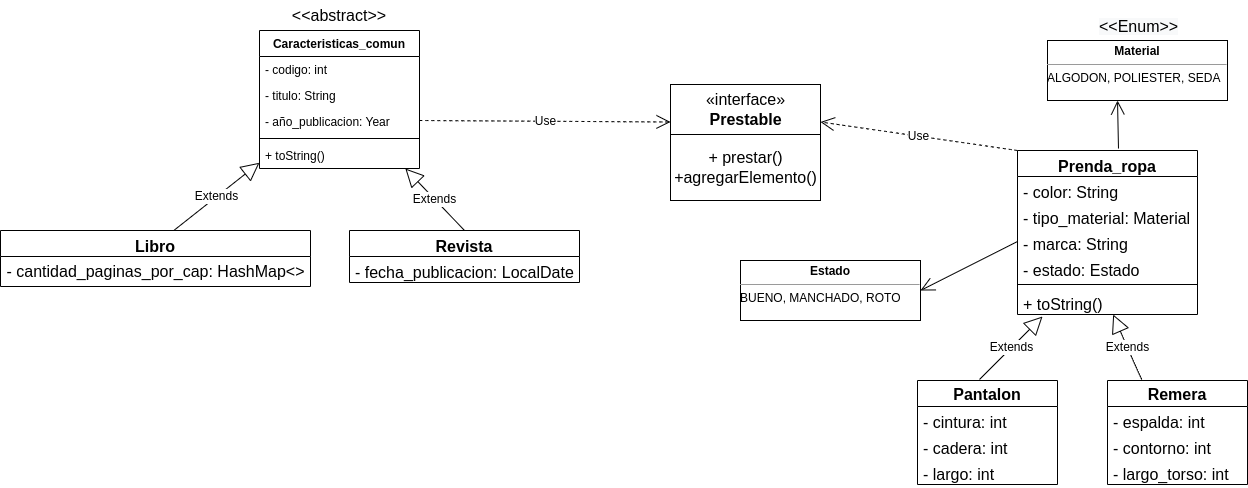 <<abstract>>
Caracteristicas_comun
- codigo: int
- titulo: String
- año_publicacion: Year
+ toString()
Use
«interface»
Prestable
+ prestar()
+agregarElemento()
Use
<<Enum>>
Material
ALGODON, POLIESTER, SEDA
Prenda_ropa
- color: String
- tipo_material: Material
- marca: String
- estado: Estado
+ toString()
Extends
Extends
Libro
- cantidad_paginas_por_cap: HashMap<>
Revista
- fecha_publicacion: LocalDate
Estado
BUENO, MANCHADO, ROTO
Extends
Extends
Pantalon
- cintura: int
- cadera: int
- largo: int
Remera
- espalda: int
- contorno: int
- largo_torso: int